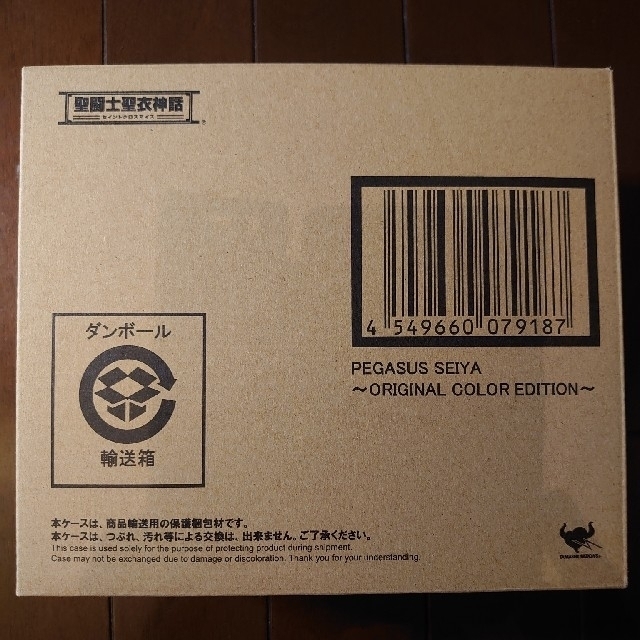 聖闘士聖衣神話
セイントクロスマイス
4 549660 079187
PEGASUS SEIYA
～ORIGINAL COLOR EDITION～
ダンボール
輸送箱
本ケースは、商品輸送用の保護梱包材です。
本ケースは、つぶれ、汚れ等による交換は、出来ません。ご了承ください。
This case is used solely for the purpose of protecting product during shipment.
Case may not be exchanged due to damage or discoloration. Thank you for your understanding.